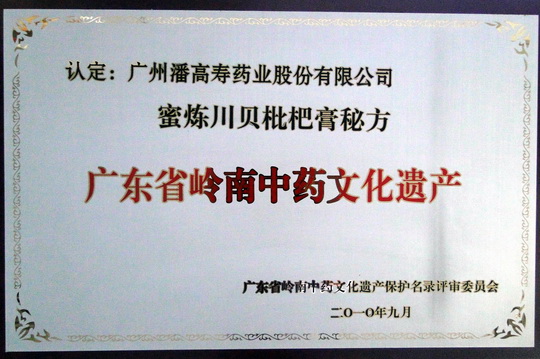 认定：广州潘高寿药业股份有限公司
蜜炼川贝枇杷膏秘方
广东省岭南中药文化遗产
广东省岭南中药文化遗产保护名录评审委员会
二〇一〇年九月